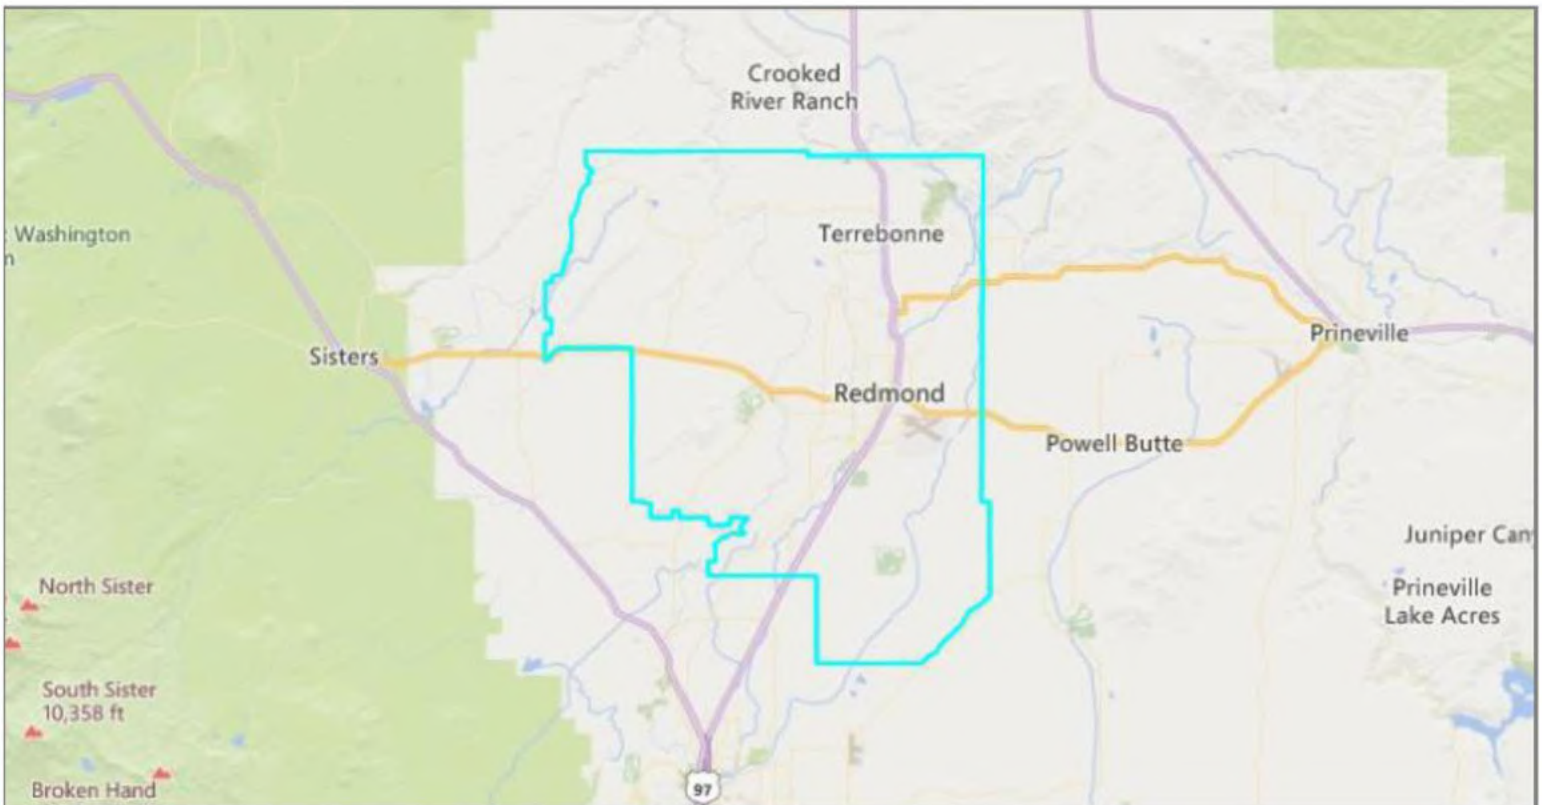 Crooked
River Ranch
Washington
Terrebonne
Prineville
Sisters
Redmond
Powell Butte
Juniper Can
North Sister
Prineville
Lake Acres
South Sister
10,358 ft
Broken Hand
97